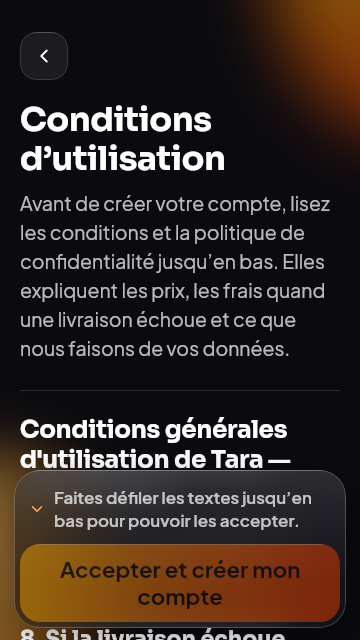 Conditions
d’utilisation
Avant de créer votre compte, lisez
les conditions et la politique de
confidentialité jusqu’en bas. Elles
expliquent les prix, les frais quand
une livraison échoue et ce que
nous faisons de vos données.
Conditions générales
d'utilisation de Tara —
Faites défiler les textes jusqu’en
bas pour pouvoir les accepter.
Accepter et créer mon
compte
8. Si la livraison échoue